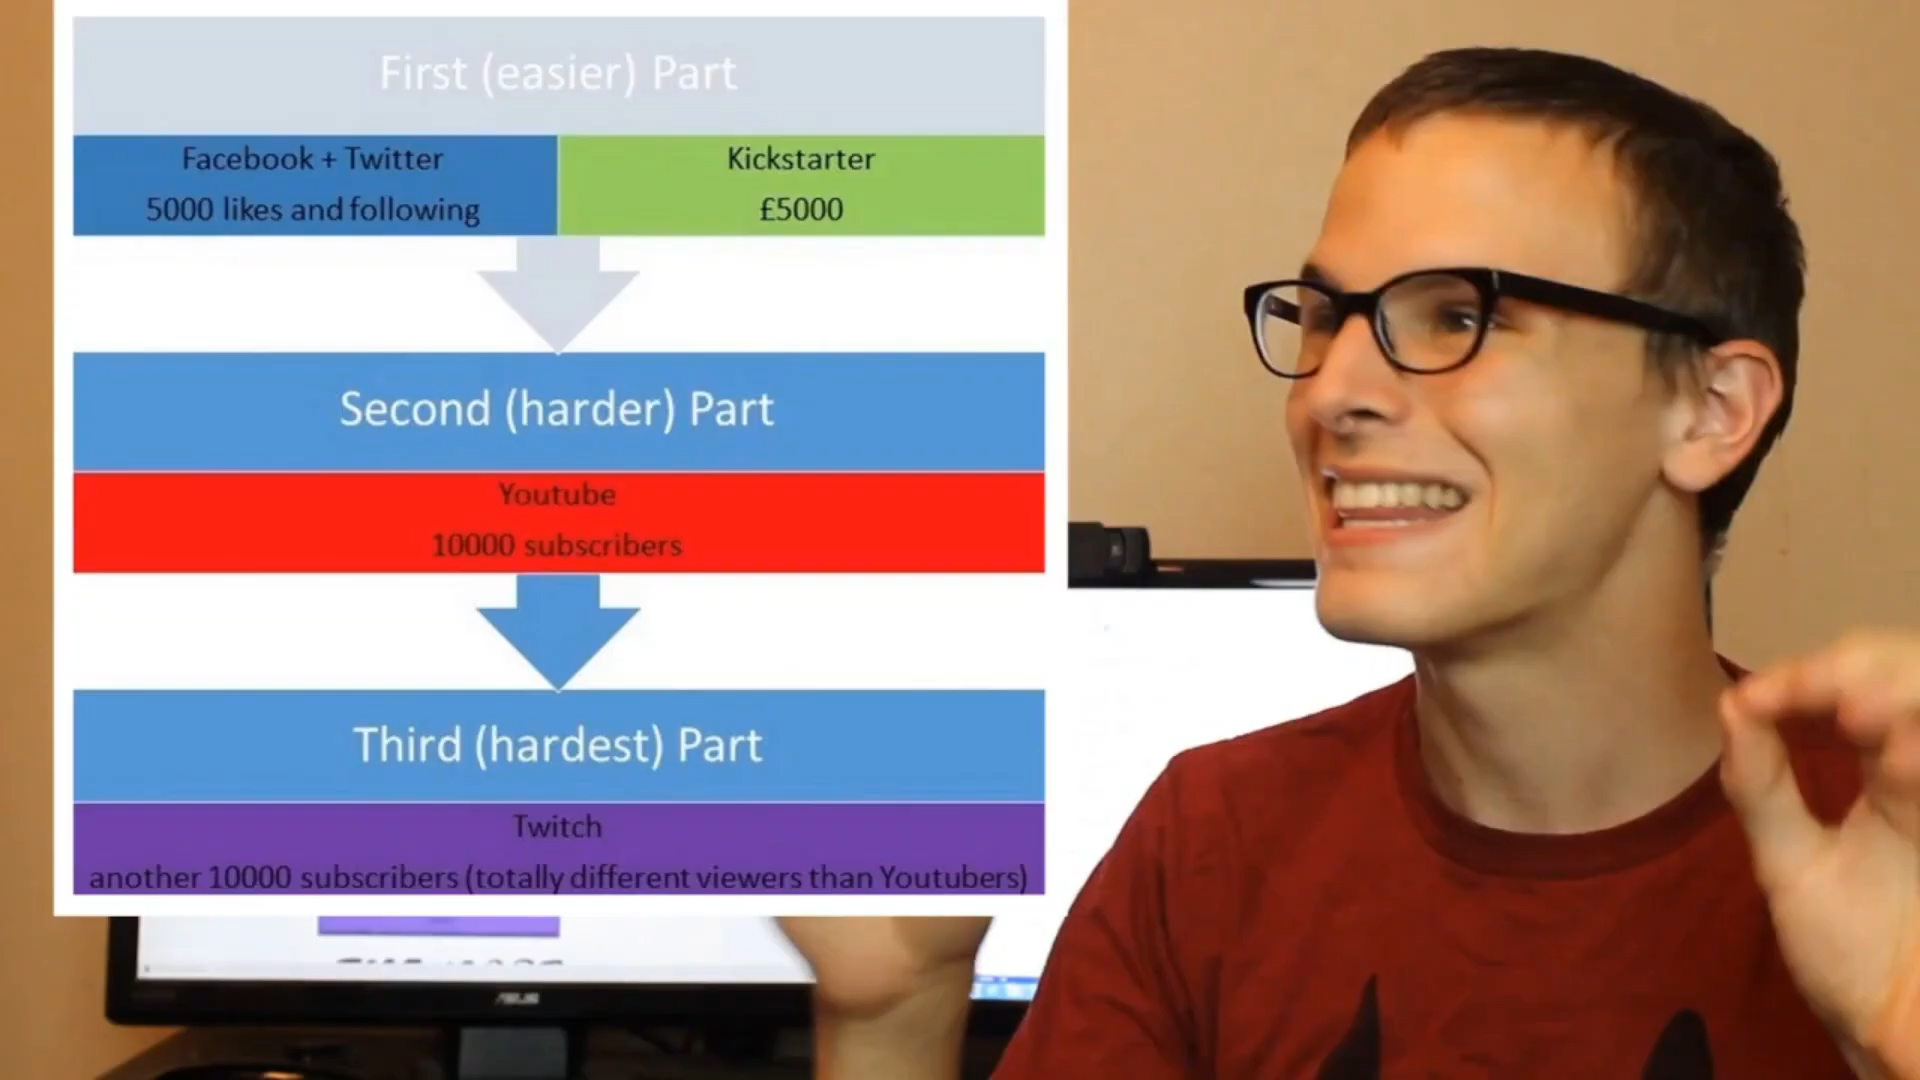 First (easier) Part
Facebook + Twitter
5000 likes and following
Kickstarter
£5000
Second (harder) Part
Youtube
10000 subscribers
Third (hardest) Part
Twitch
another 10000 subscribers (totally different viewers than Youtubers)
ASUS